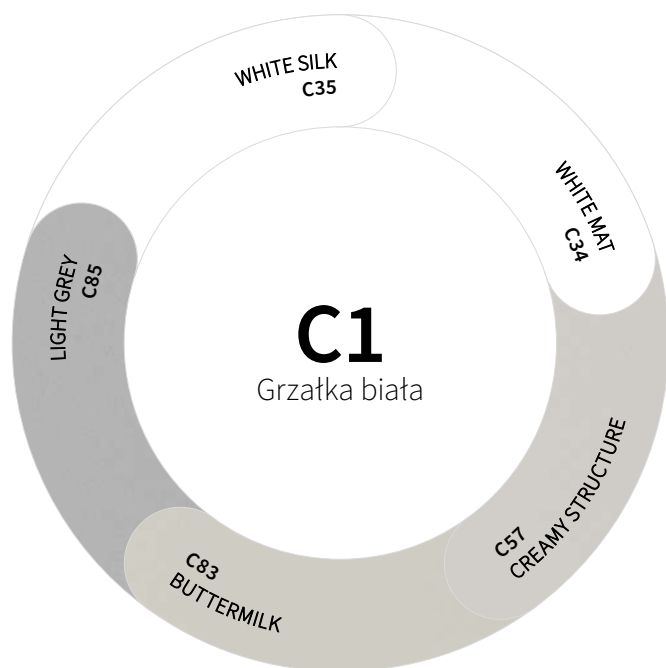 WHITE SILK
C35
WHITE MAT
C34
C57
CREAMY STRUCTURE
C83
BUTTERMILK
LIGHT GREY
C85
C1
Grzałka biała